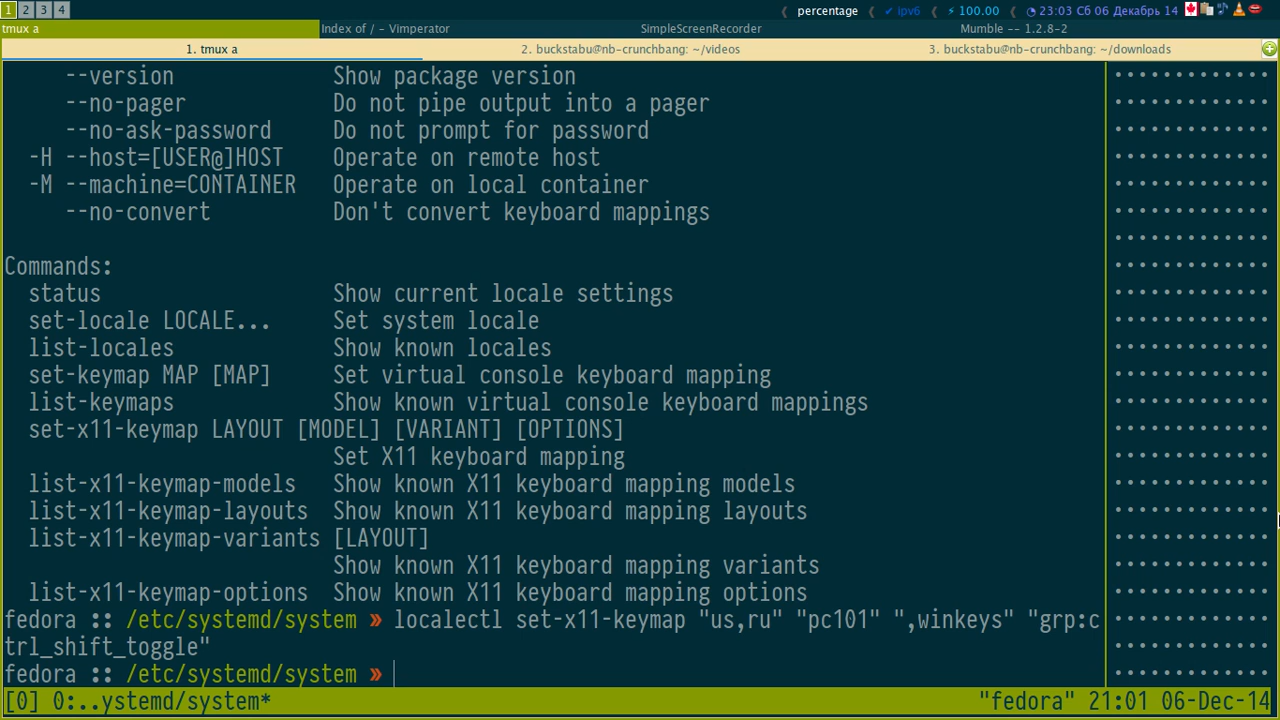 1 2 3 4 percentage ✔ ipv6 ⚡ 100.00 23:03 Сб 06 Декабрь 14
tmux a Index of / - Vimperator SimpleScreenRecorder Mumble -- 1.2.8-2
1. tmux a 2. buckstabu@nb-crunchbang: ~/videos 3. buckstabu@nb-crunchbang: ~/downloads
--version Show package version
--no-pager Do not pipe output into a pager
--no-ask-password Do not prompt for password
-H --host=[USER@]HOST Operate on remote host
-M --machine=CONTAINER Operate on local container
--no-convert Don't convert keyboard mappings
Commands:
status Show current locale settings
set-locale LOCALE... Set system locale
list-locales Show known locales
set-keymap MAP [MAP] Set virtual console keyboard mapping
list-keymaps Show known virtual console keyboard mappings
set-x11-keymap LAYOUT [MODEL] [VARIANT] [OPTIONS]
Set X11 keyboard mapping
list-x11-keymap-models Show known X11 keyboard mapping models
list-x11-keymap-layouts Show known X11 keyboard mapping layouts
list-x11-keymap-variants [LAYOUT]
Show known X11 keyboard mapping variants
list-x11-keymap-options Show known X11 keyboard mapping options
fedora :: /etc/systemd/system » localectl set-x11-keymap "us,ru" "pc101" ",winkeys" "grp:c
trl_shift_toggle"
fedora :: /etc/systemd/system »
[0] 0:..ystemd/system* "fedora" 21:01 06-Dec-14